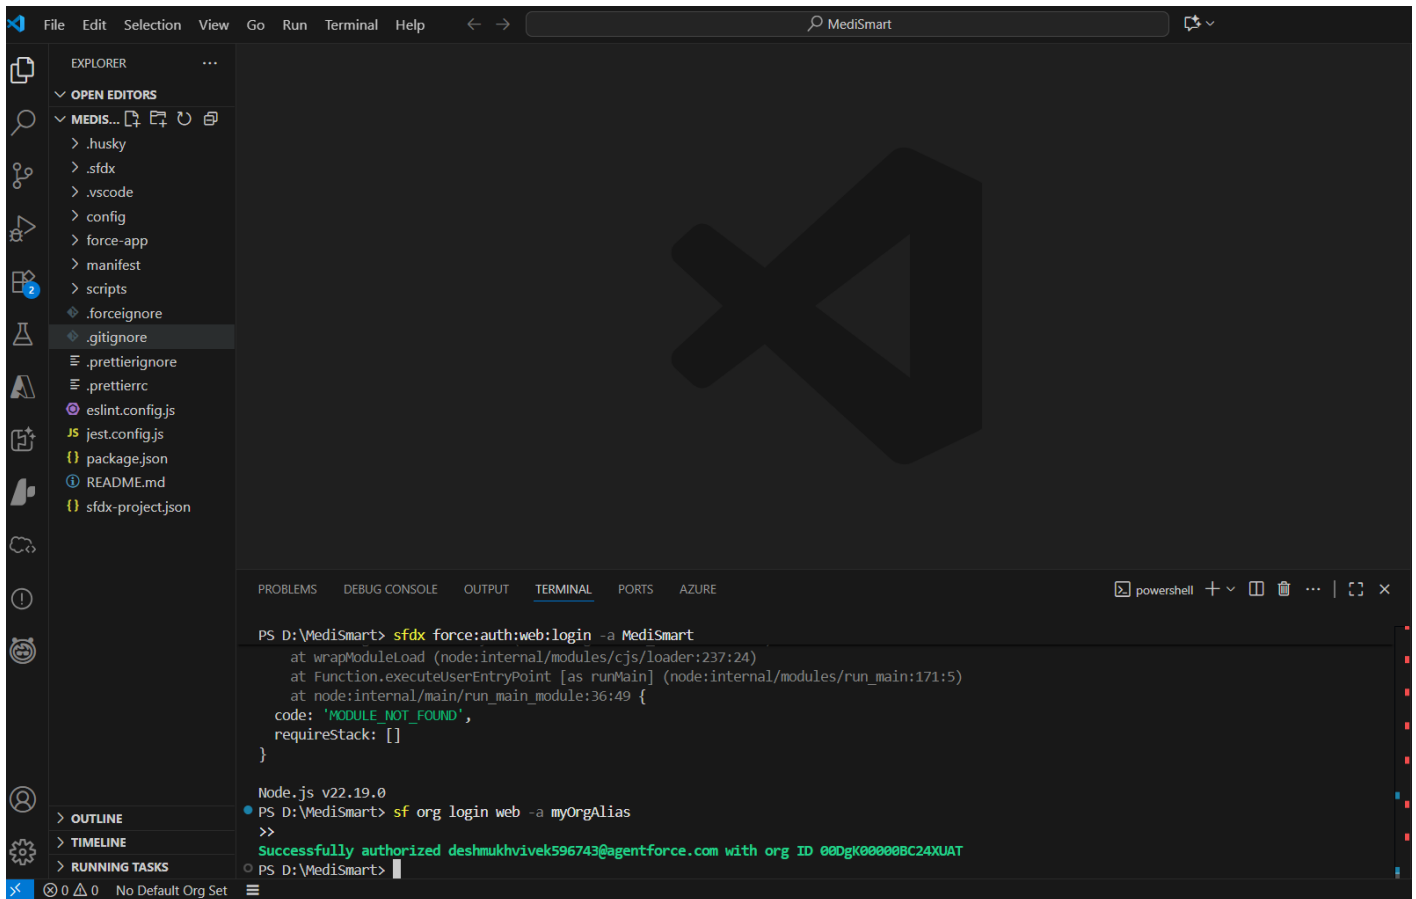 File Edit Selection View Go Run Terminal Help
MediSmart
EXPLORER
OPEN EDITORS
MEDIS...
.husky
.sfdx
.vscode
config
force-app
manifest
scripts
.forceignore
.gitignore
.prettierignore
.prettierrc
eslint.config.js
JS jest.config.js
{} package.json
README.md
{} sfdx-project.json
2
OUTLINE
TIMELINE
RUNNING TASKS
PROBLEMS DEBUG CONSOLE OUTPUT TERMINAL PORTS AZURE
powershell
PS D:\MediSmart> sfdx force:auth:web:login -a MediSmart
at wrapModuleLoad (node:internal/modules/cjs/loader:237:24)
at Function.executeUserEntryPoint [as runMain] (node:internal/modules/run_main:171:5)
at node:internal/main/run_main_module:36:49 {
code: 'MODULE_NOT_FOUND',
requireStack: []
}
Node.js v22.19.0
PS D:\MediSmart> sf org login web -a myOrgAlias
>>
Successfully authorized deshmukhvivek596743@agentforce.com with org ID 00DgK00000BC24XUAT
PS D:\MediSmart>
0 0 No Default Org Set